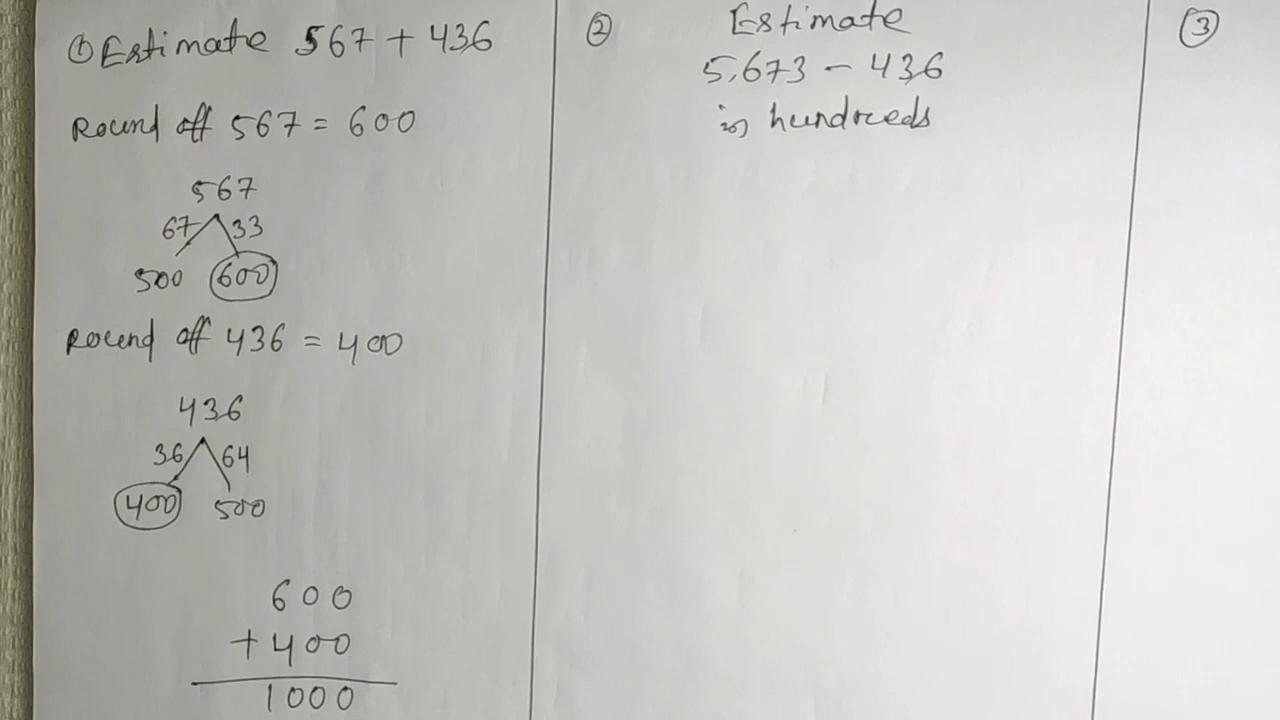 ① Estimate 567 + 436
Round off 567 = 600
567
67 33
500 600
Round off 436 = 400
436
36 64
400 500
600
+ 400
1000
②
Estimate
5,673 - 436
in hundreds
③